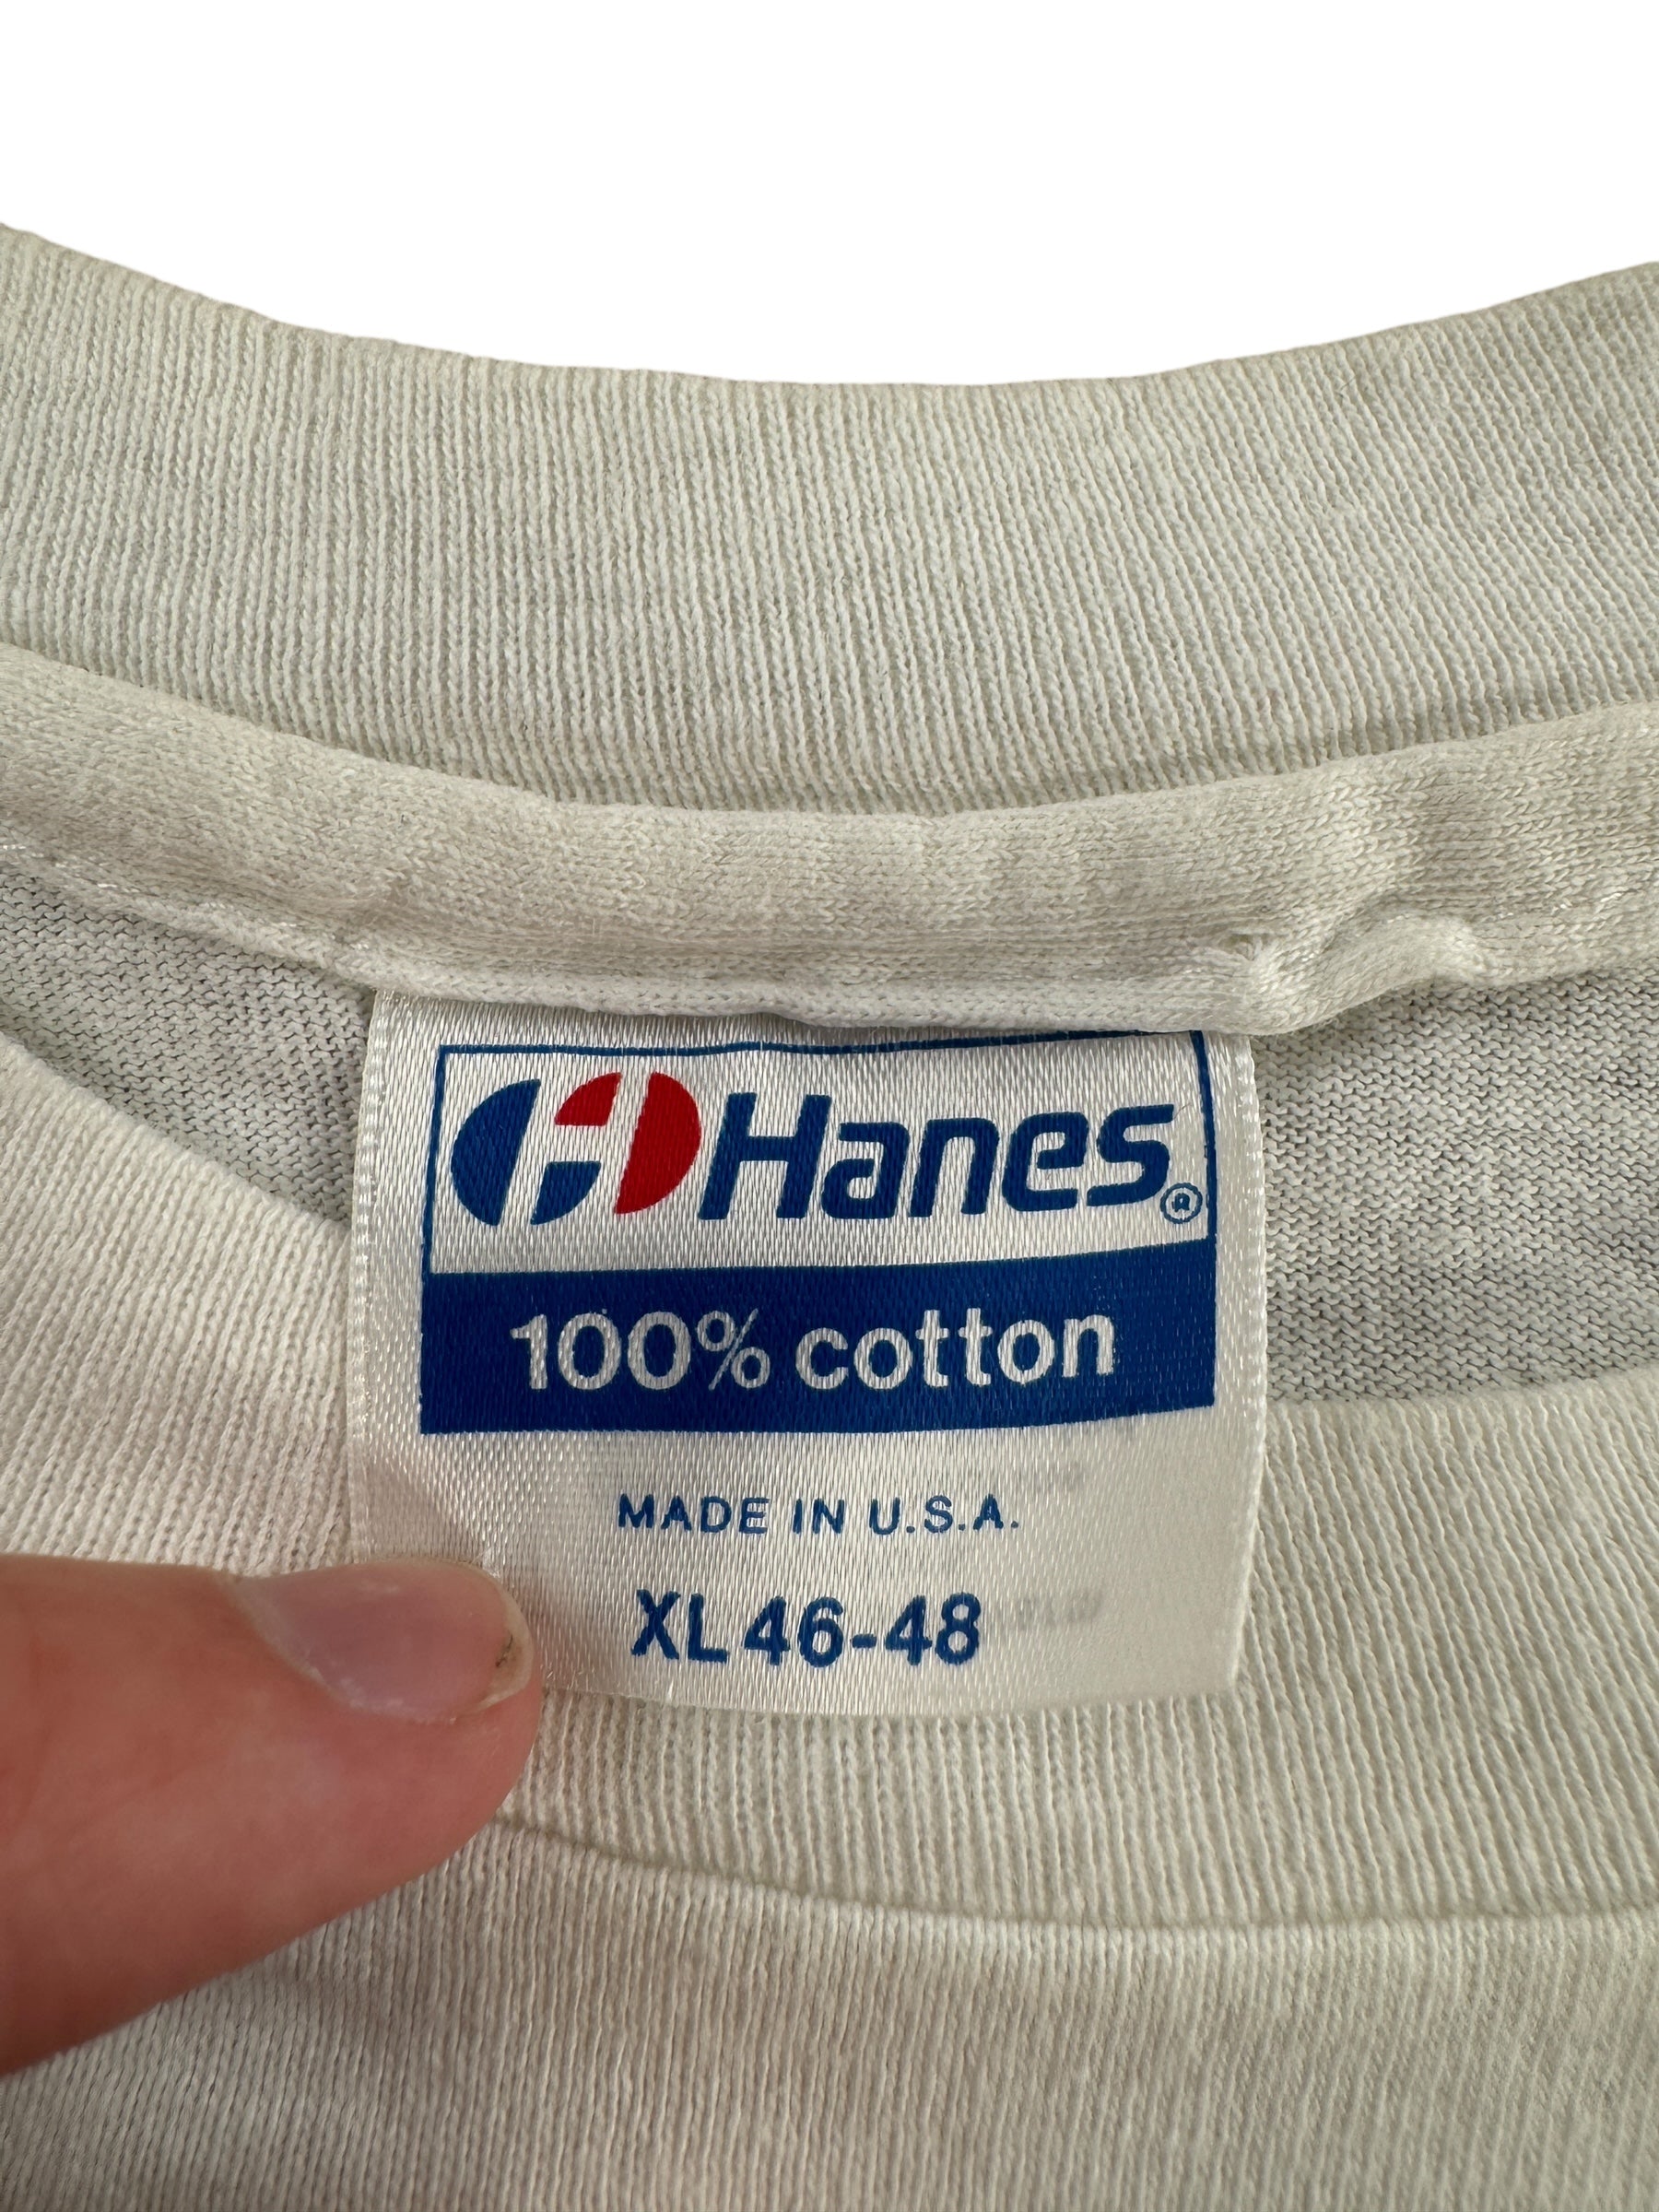 Hanes®
100% cotton
MADE IN U.S.A.
XL 46-48